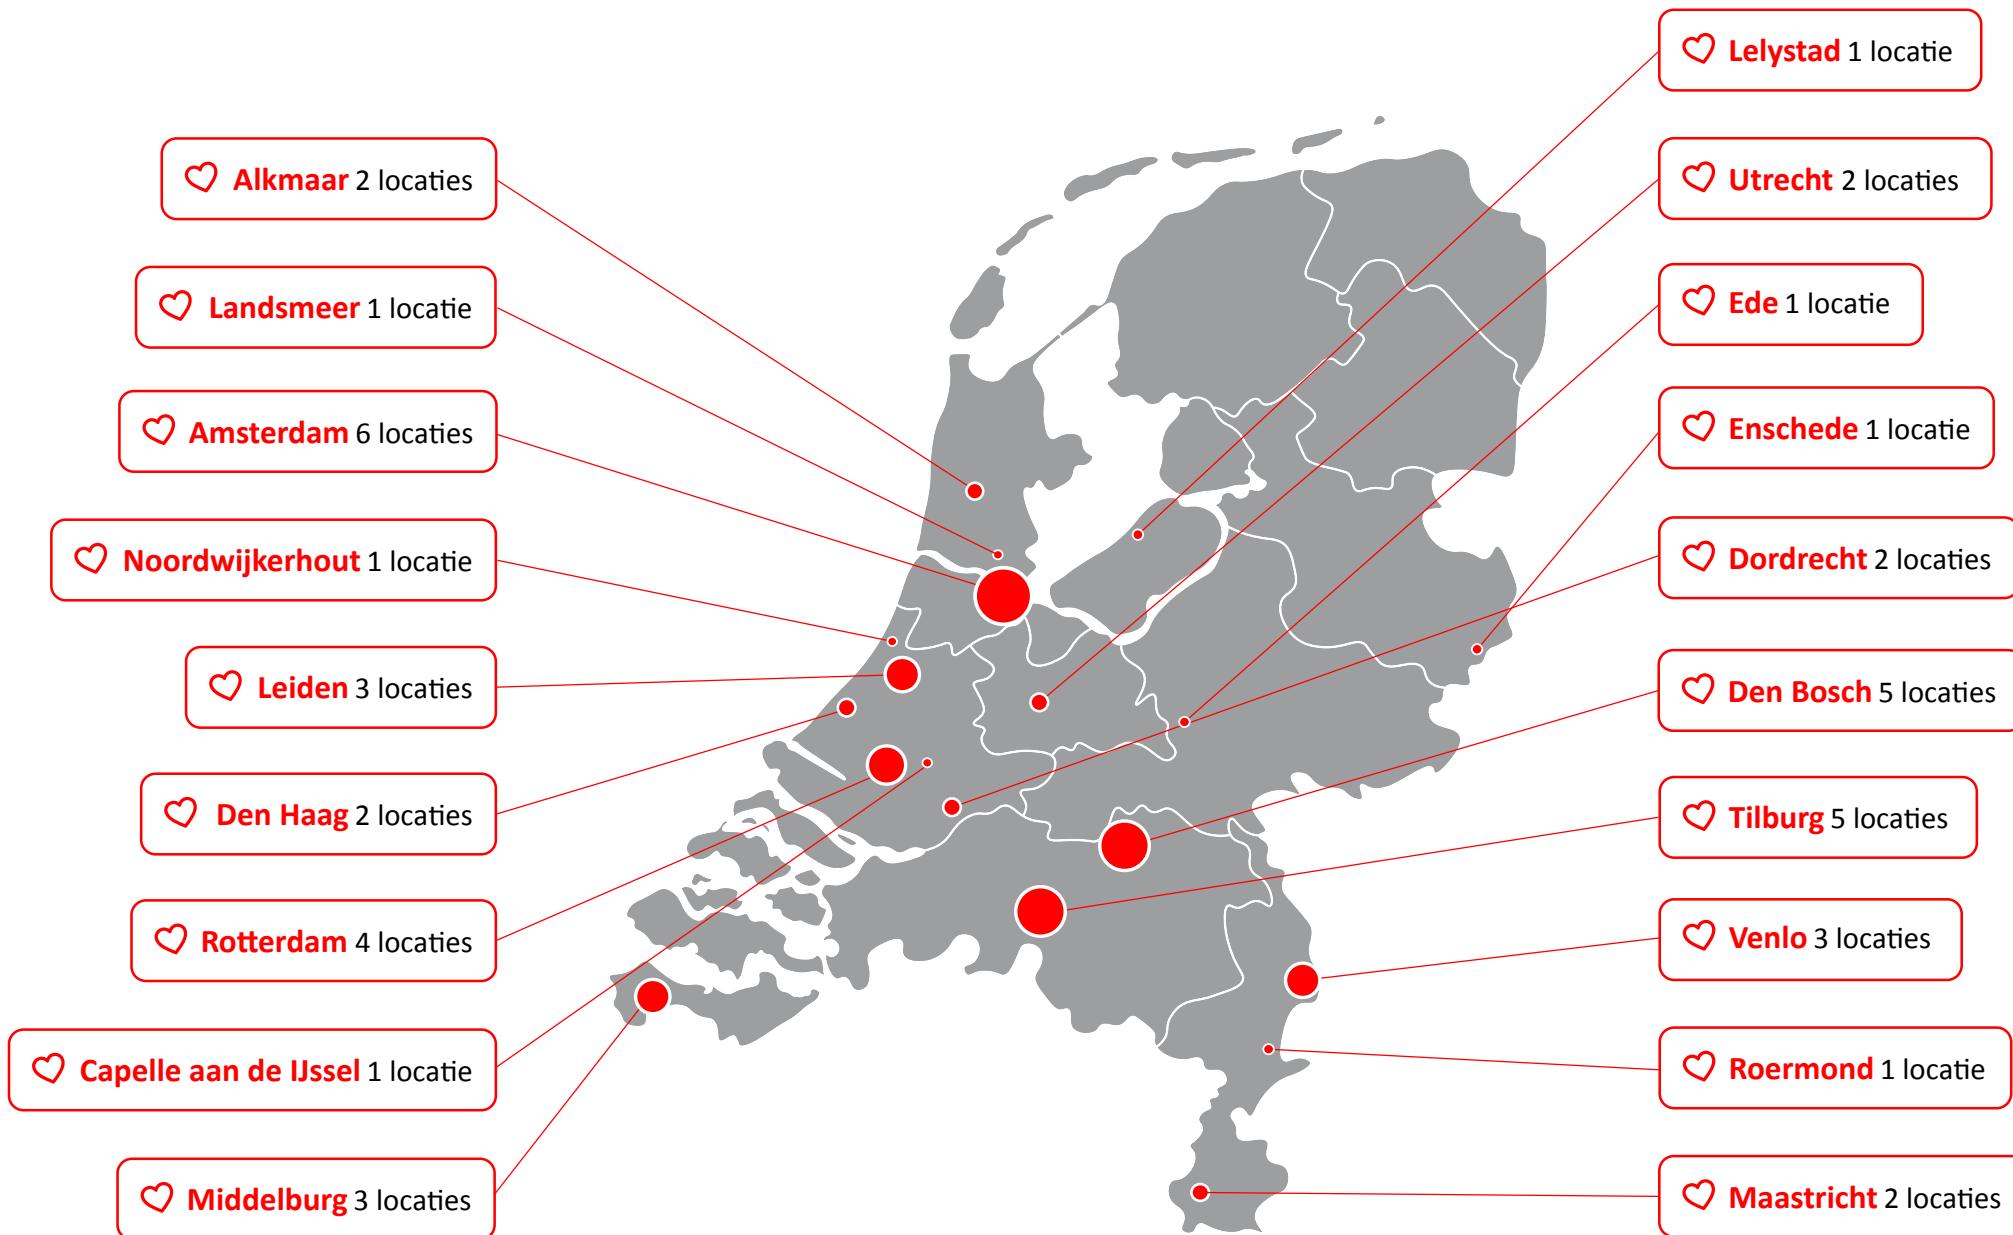 Alkmaar 2 locaties
Landsmeer 1 locatie
Amsterdam 6 locaties
Noordwijkerhout 1 locatie
Leiden 3 locaties
Den Haag 2 locaties
Rotterdam 4 locaties
Capelle aan de IJssel 1 locatie
Middelburg 3 locaties
Lelystad 1 locatie
Utrecht 2 locaties
Ede 1 locatie
Enschede 1 locatie
Dordrecht 2 locaties
Den Bosch 5 locaties
Tilburg 5 locaties
Venlo 3 locaties
Roermond 1 locatie
Maastricht 2 locaties